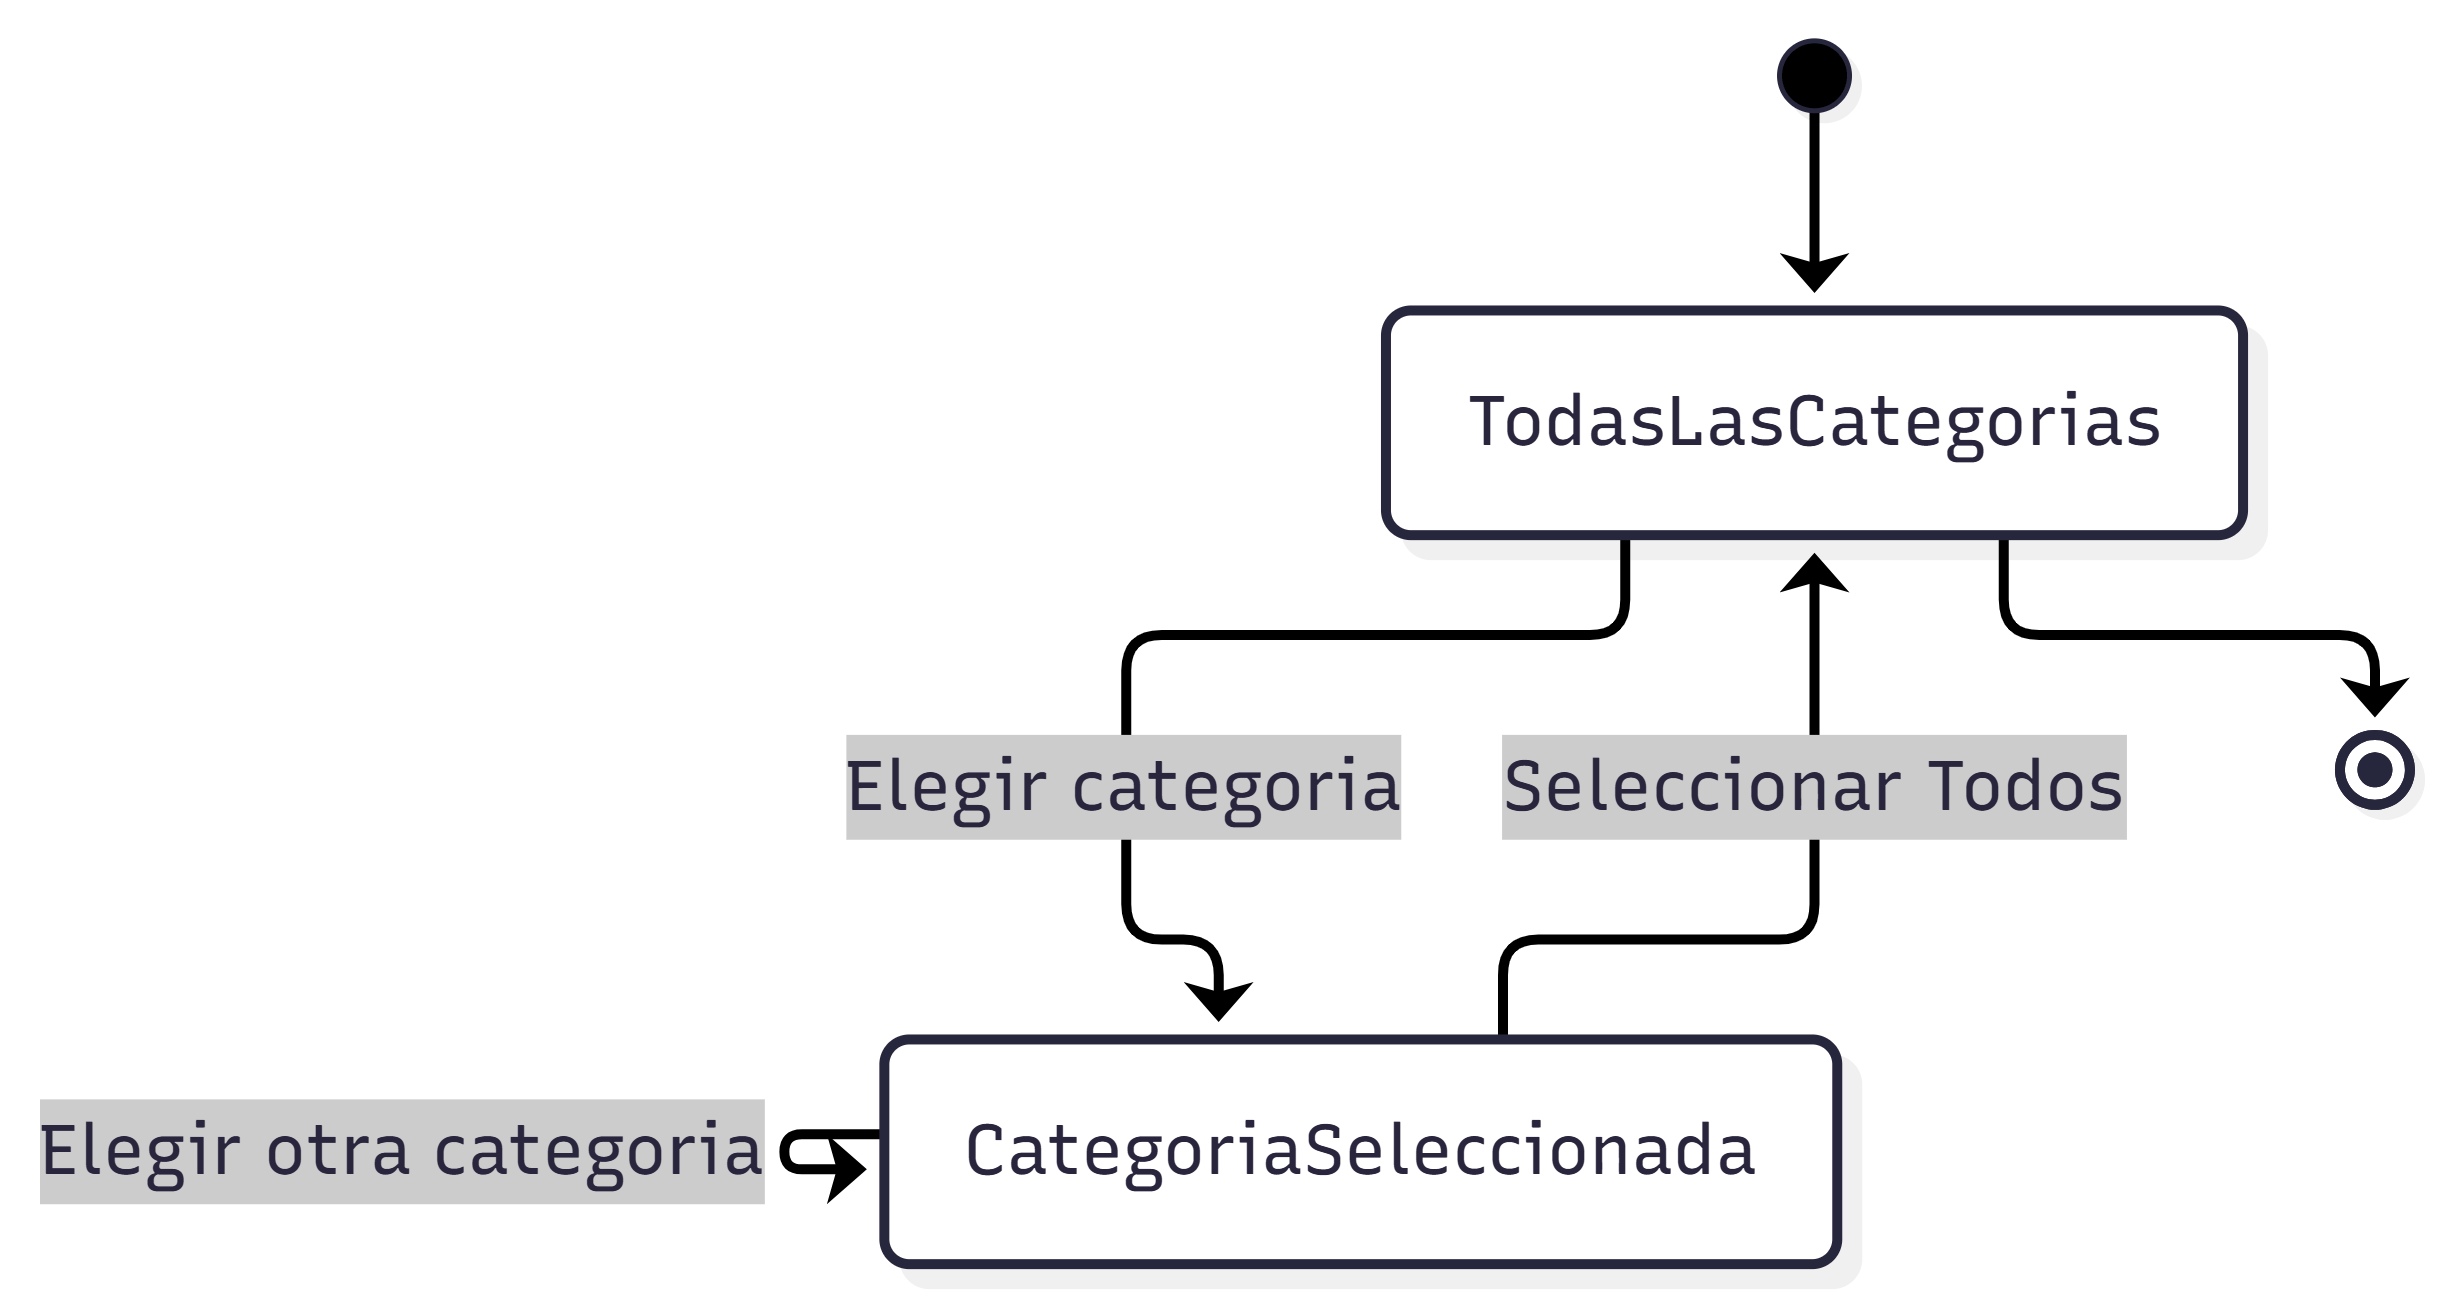 TodasLasCategorias
Elegir categoria
Seleccionar Todos
Elegir otra categoria
CategoriaSeleccionada